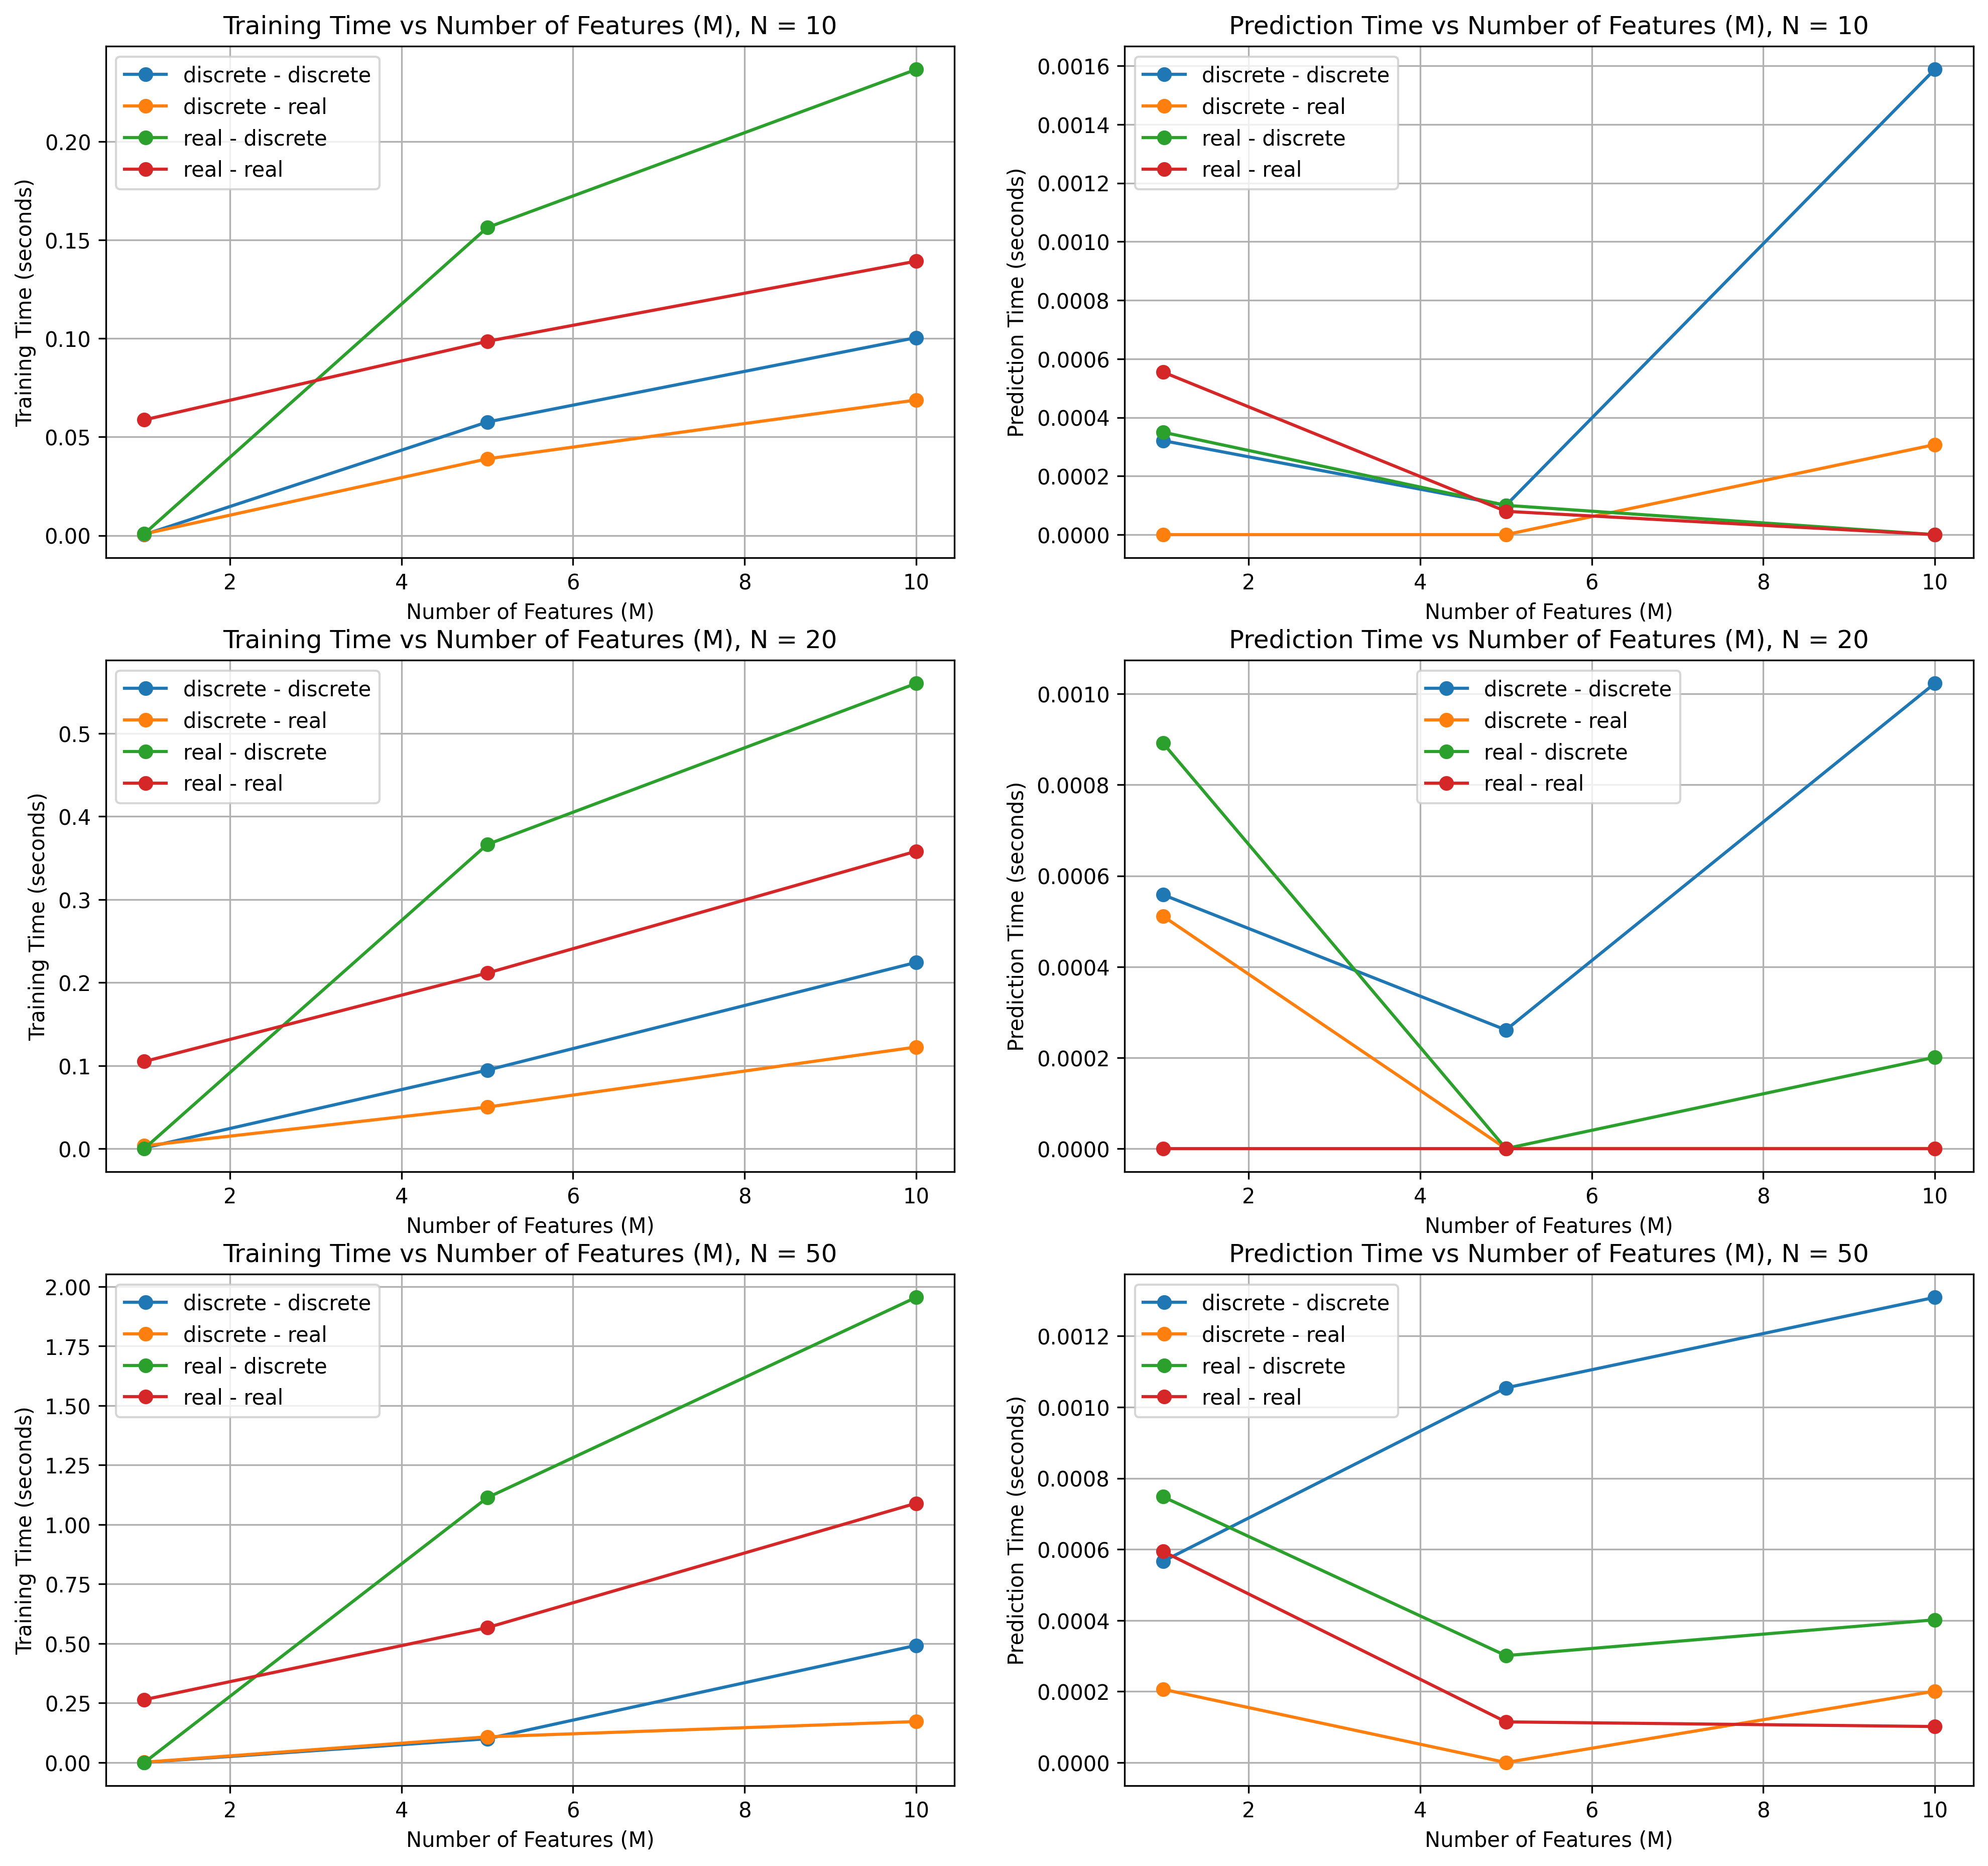 Training Time vs Number of Features (M), N = 10
discrete - discrete
discrete - real
real - discrete
real - real
Training Time (seconds)
0.20
0.15
0.10
0.05
0.00
2 4 6 8 10
Number of Features (M)
Prediction Time vs Number of Features (M), N = 10
discrete - discrete
discrete - real
real - discrete
real - real
Prediction Time (seconds)
0.0016
0.0014
0.0012
0.0010
0.0008
0.0006
0.0004
0.0002
0.0000
2 4 6 8 10
Number of Features (M)
Training Time vs Number of Features (M), N = 20
discrete - discrete
discrete - real
real - discrete
real - real
Training Time (seconds)
0.5
0.4
0.3
0.2
0.1
0.0
2 4 6 8 10
Number of Features (M)
Prediction Time vs Number of Features (M), N = 20
discrete - discrete
discrete - real
real - discrete
real - real
Prediction Time (seconds)
0.0010
0.0008
0.0006
0.0004
0.0002
0.0000
2 4 6 8 10
Number of Features (M)
Training Time vs Number of Features (M), N = 50
discrete - discrete
discrete - real
real - discrete
real - real
Training Time (seconds)
2.00
1.75
1.50
1.25
1.00
0.75
0.50
0.25
0.00
2 4 6 8 10
Number of Features (M)
Prediction Time vs Number of Features (M), N = 50
discrete - discrete
discrete - real
real - discrete
real - real
Prediction Time (seconds)
0.0012
0.0010
0.0008
0.0006
0.0004
0.0002
0.0000
2 4 6 8 10
Number of Features (M)